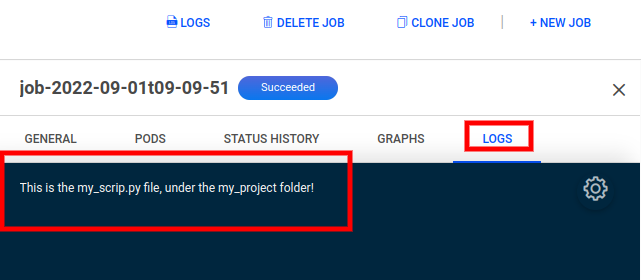 LOGS DELETE JOB CLONE JOB + NEW JOB
job-2022-09-01t09-09-51 Succeeded
GENERAL PODS STATUS HISTORY GRAPHS LOGS
This is the my_scrip.py file, under the my_project folder!